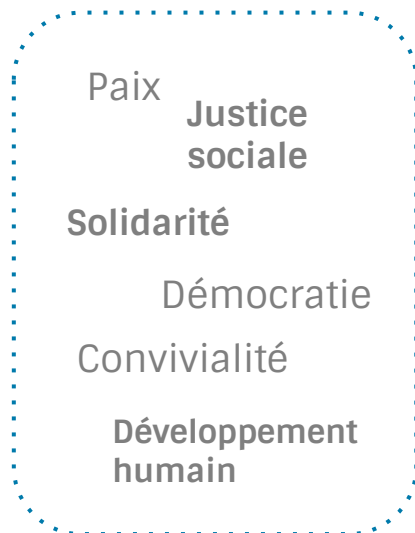 Paix
Justice
sociale
Solidarité
Démocratie
Convivialité
Développement
humain